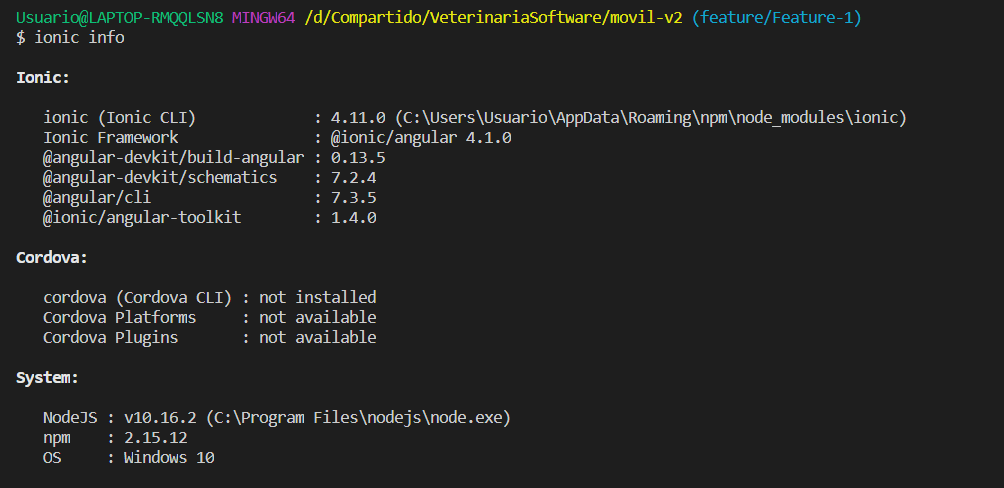 Usuario@LAPTOP-RMQQLSN8 MINGW64 /d/Compartido/VeterinariaSoftware/movil-v2 (feature/Feature-1)
$ ionic info
Ionic:
ionic (Ionic CLI) : 4.11.0 (C:\Users\Usuario\AppData\Roaming\npm\node_modules\ionic)
Ionic Framework : @ionic/angular 4.1.0
@angular-devkit/build-angular : 0.13.5
@angular-devkit/schematics : 7.2.4
@angular/cli : 7.3.5
@ionic/angular-toolkit : 1.4.0
Cordova:
cordova (Cordova CLI) : not installed
Cordova Platforms : not available
Cordova Plugins : not available
System:
NodeJS : v10.16.2 (C:\Program Files\nodejs\node.exe)
npm : 2.15.12
OS : Windows 10